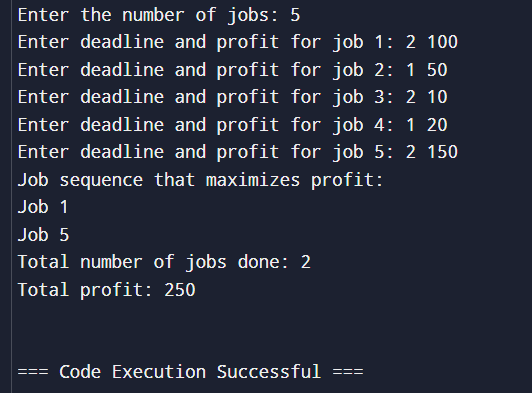 Enter the number of jobs: 5
Enter deadline and profit for job 1: 2 100
Enter deadline and profit for job 2: 1 50
Enter deadline and profit for job 3: 2 10
Enter deadline and profit for job 4: 1 20
Enter deadline and profit for job 5: 2 150
Job sequence that maximizes profit:
Job 1
Job 5
Total number of jobs done: 2
Total profit: 250
=== Code Execution Successful ===